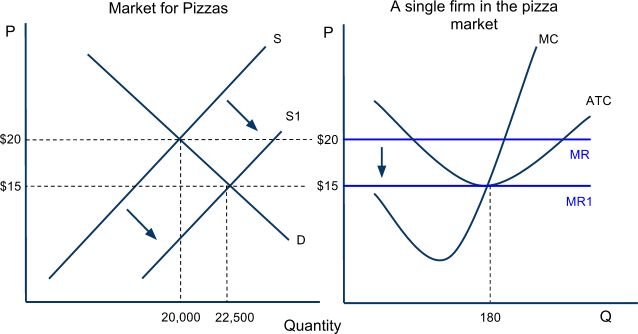 Market for Pizzas
P
S
S1
$20
$15
D
20,000
22,500
Quantity
A single firm in the pizza
market
P
MC
ATC
$20
MR
$15
MR1
180
Q